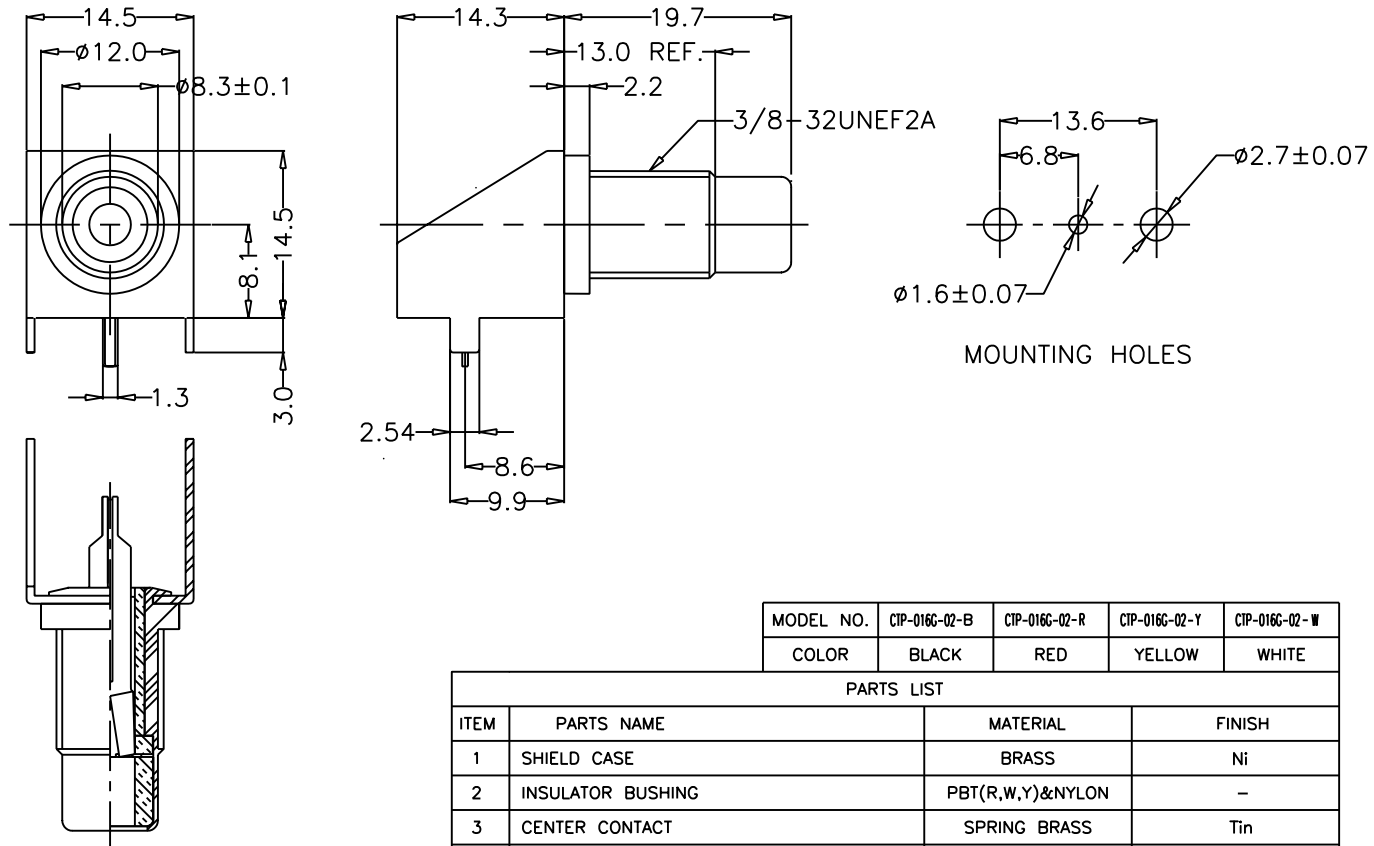 14.5
ø12.0
ø8.3±0.1
14.5
8.1
3.0
1.3
14.3
19.7
13.0 REF.
2.2
3/8-32UNEF2A
2.54
8.6
9.9
13.6
6.8
ø2.7±0.07
ø1.6±0.07
MOUNTING HOLES
MODEL NO. CTP-016G-02-B CTP-016G-02-R CTP-016G-02-Y CTP-016G-02-W
COLOR BLACK RED YELLOW WHITE
PARTS LIST
ITEM PARTS NAME MATERIAL FINISH
1 SHIELD CASE BRASS Ni
2 INSULATOR BUSHING PBT(R,W,Y)&NYLON –
3 CENTER CONTACT SPRING BRASS Tin